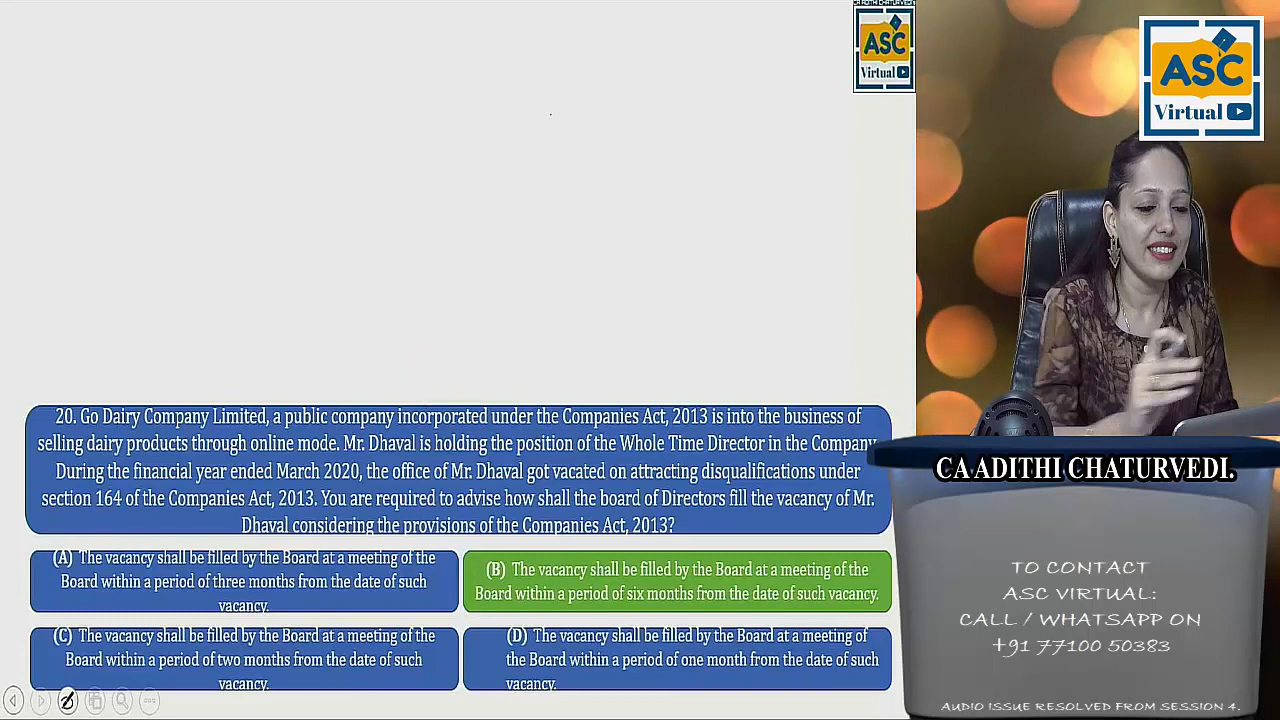 CA ADITHI CHATURVEDI
ASC
Virtual
ASC
Virtual
20. Go Dairy Company Limited, a public company incorporated under the Companies Act, 2013 is into the business of
selling dairy products through online mode. Mr. Dhaval is holding the position of the Whole Time Director in the Company.
During the financial year ended March 2020, the office of Mr. Dhaval got vacated on attracting disqualifications under
section 164 of the Companies Act, 2013. You are required to advise how shall the board of Directors fill the vacancy of Mr.
Dhaval considering the provisions of the Companies Act, 2013?
(A) The vacancy shall be filled by the Board at a meeting of the
Board within a period of three months from the date of such
vacancy.
(B) The vacancy shall be filled by the Board at a meeting of the
Board within a period of six months from the date of such vacancy.
(C) The vacancy shall be filled by the Board at a meeting of the
Board within a period of two months from the date of such
vacancy.
(D) The vacancy shall be filled by the Board at a meeting of
the Board within a period of one month from the date of such
vacancy.
CA ADITHI CHATURVEDI.
TO CONTACT
ASC VIRTUAL:
CALL / WHATSAPP ON
+91 77100 50383
AUDIO ISSUE RESOLVED FROM SESSION 4.